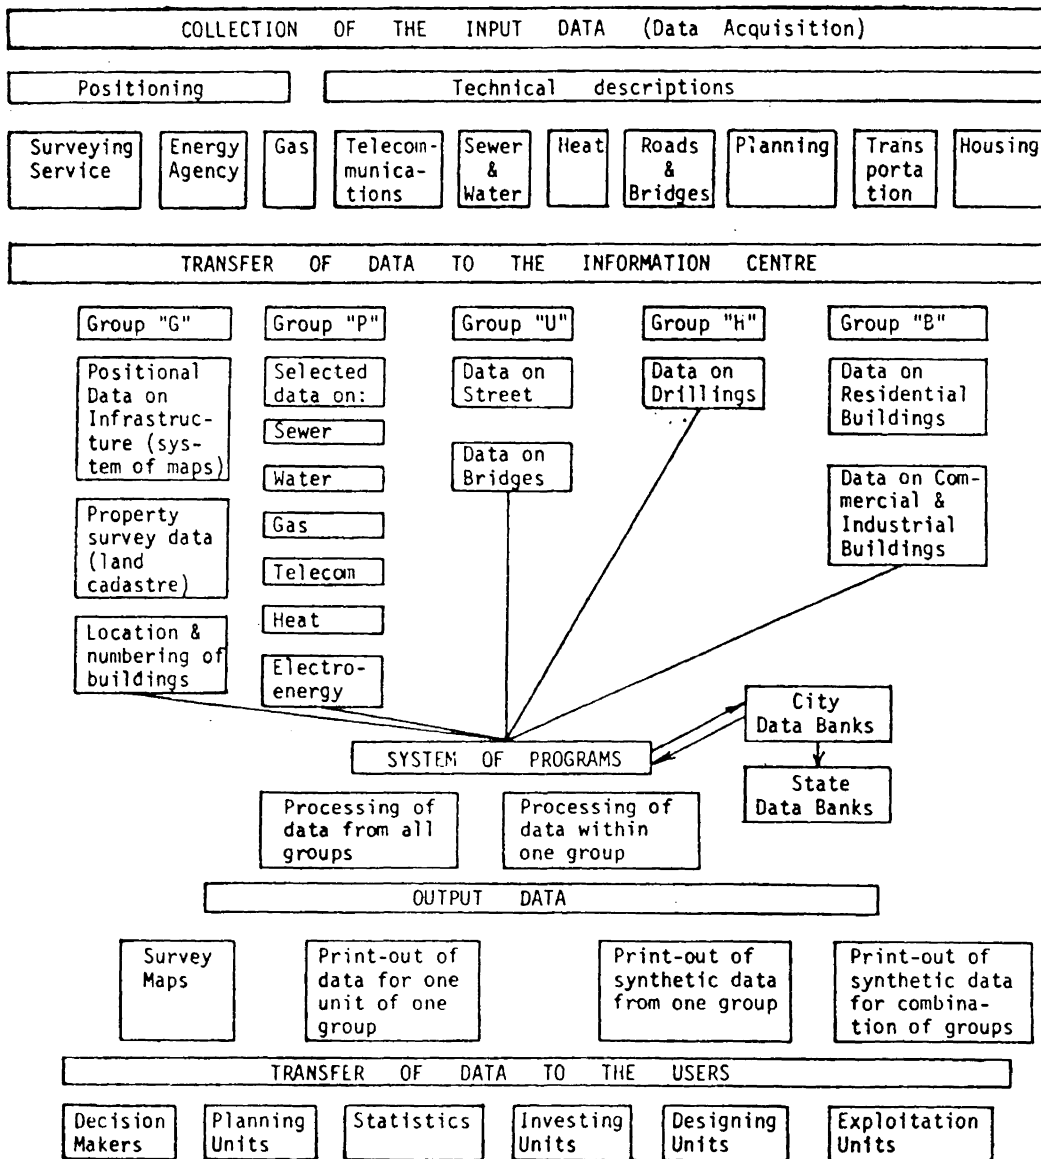 COLLECTION OF THE INPUT DATA (Data Acquisition)
Positioning
Technical descriptions
Surveying
Service
Energy
Agency
Gas
Telecom-
munica-
tions
Sewer
&
Water
Heat
Roads
&
Bridges
Planning
Trans
porta
tion
Housing
TRANSFER OF DATA TO THE INFORMATION CENTRE
Group "G"
Positional
Data on
Infrastruc-
ture (sys-
tem of maps)
Property
survey data
(land
cadastre)
Location &
numbering of
buildings
Group "P"
Selected
data on:
Sewer
Water
Gas
Telecom
Heat
Electro-
energy
Group "U"
Data on
Street
Data on
Bridges
Group "H"
Data on
Drillings
Group "B"
Data on
Residential
Buildings
Data on Com-
mercial &
Industrial
Buildings
SYSTEM OF PROGRAMS
City
Data Banks
State
Data Banks
Processing of
data from all
groups
Processing of
data within
one group
OUTPUT DATA
Survey
Maps
Print-out of
data for one
unit of one
group
Print-out of
synthetic data
from one group
Print-out of
synthetic data
for combina-
tion of groups
TRANSFER OF DATA TO THE USERS
Decision
Makers
Planning
Units
Statistics
Investing
Units
Designing
Units
Exploitation
Units